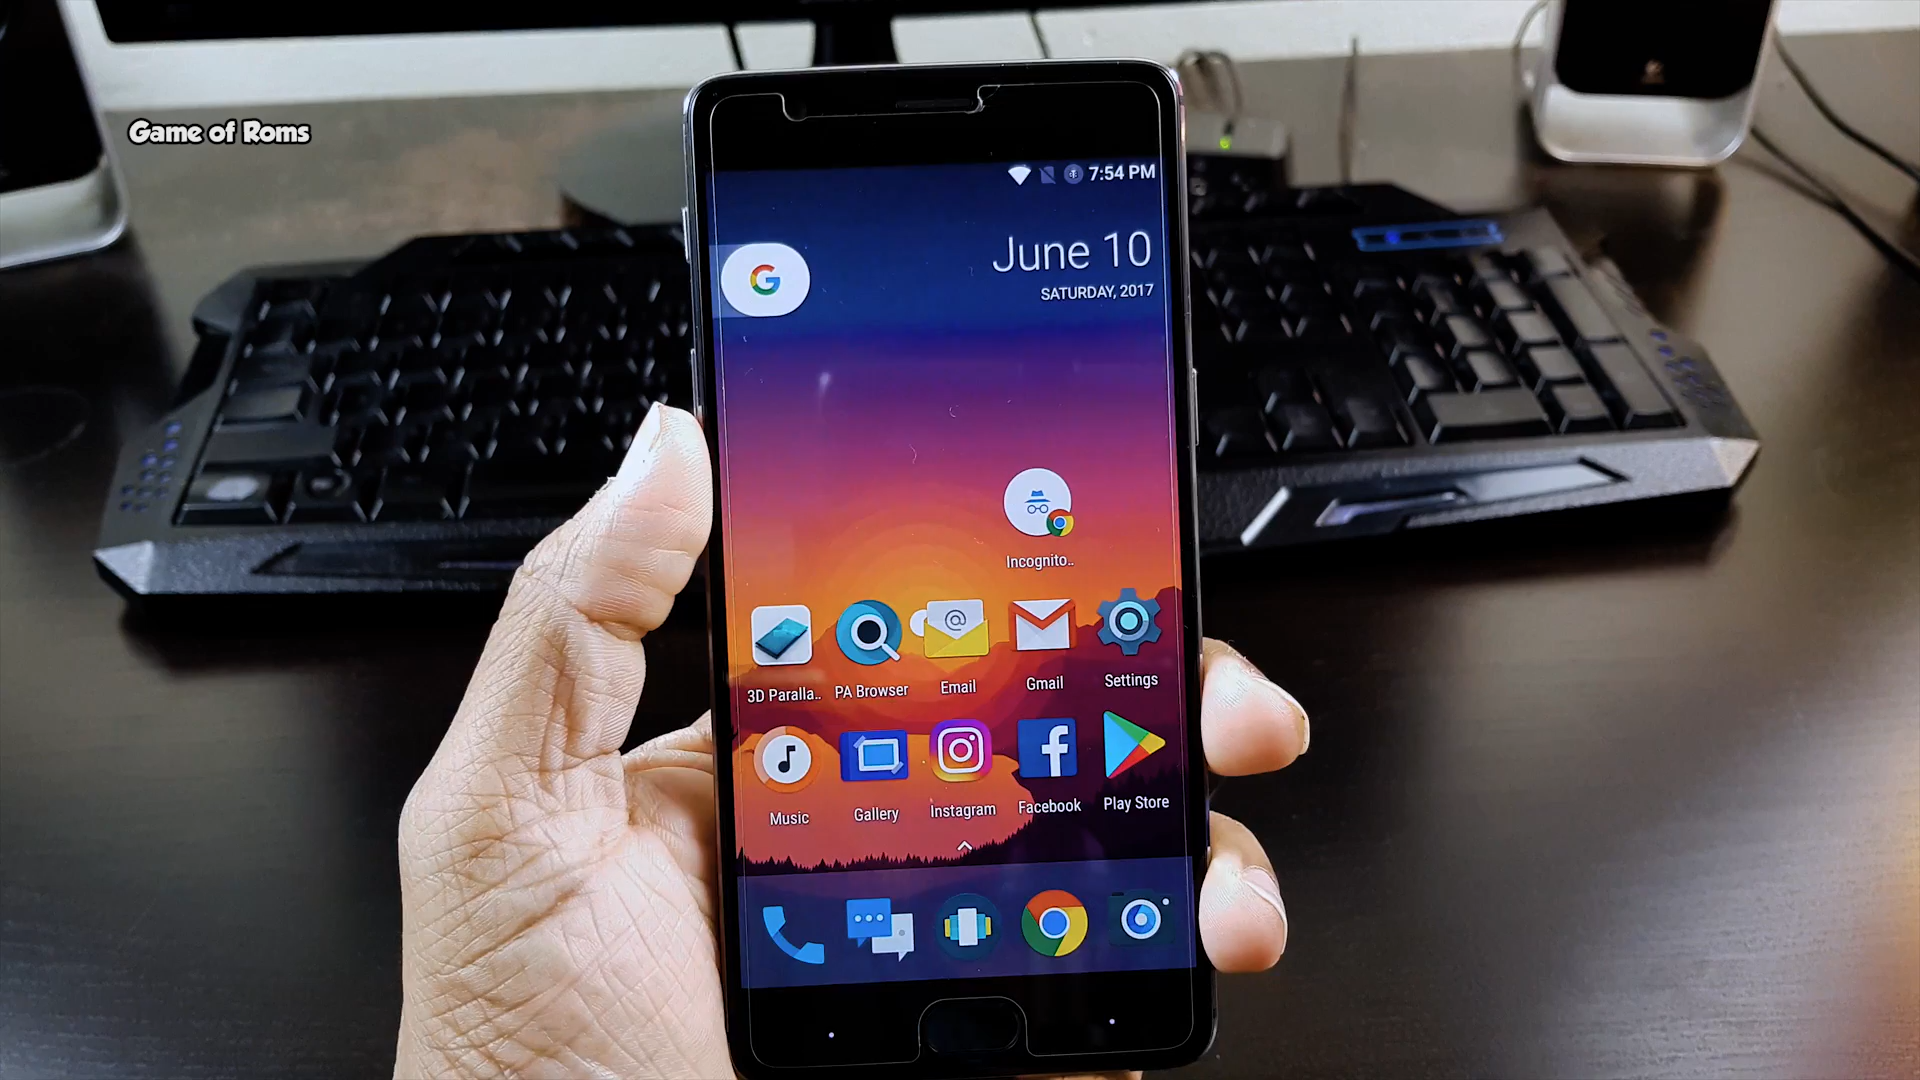 Game of Roms
7:54 PM
G
June 10
SATURDAY, 2017
Incognito..
3D Paralla..
PA Browser
Email
Gmail
Settings
Music
Gallery
Instagram
Facebook
Play Store